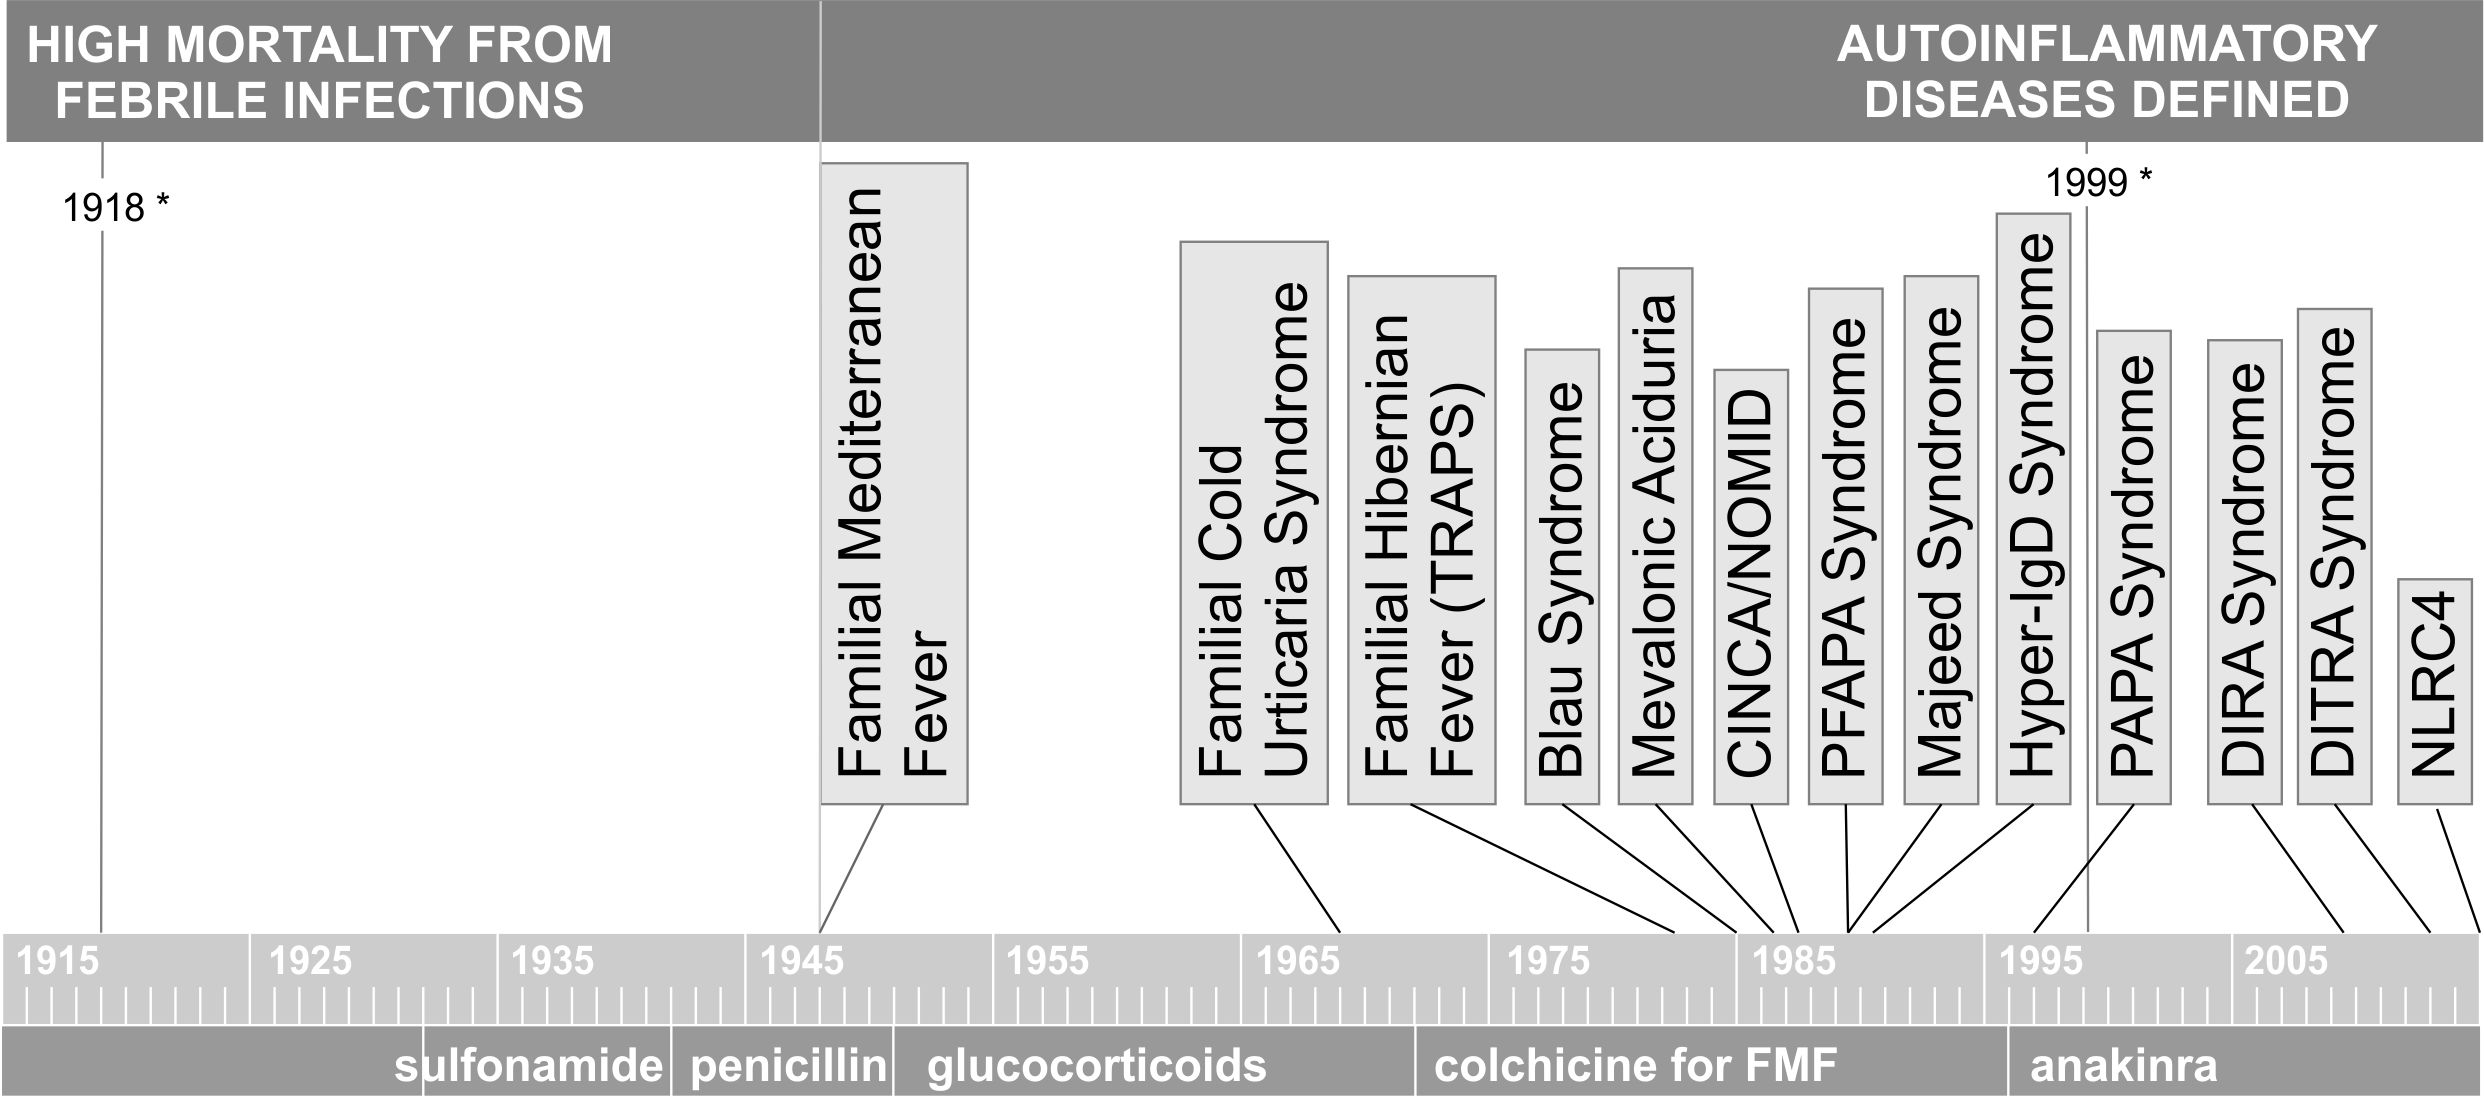 HIGH MORTALITY FROM
FEBRILE INFECTIONS
AUTOINFLAMMATORY
DISEASES DEFINED
1918 *
1999 *
Familial Mediterranean
Fever
Familial Cold
Urticaria Syndrome
Familial Hibernian
Fever (TRAPS)
Blau Syndrome
Mevalonic Aciduria
CINCA/NOMID
PFAPA Syndrome
Majeed Syndrome
Hyper-IgD Syndrome
PAPA Syndrome
DIRA Syndrome
DITRA Syndrome
NLRC4
1915
1925
1935
1945
1955
1965
1975
1985
1995
2005
sulfonamide
penicillin
glucocorticoids
colchicine for FMF
anakinra